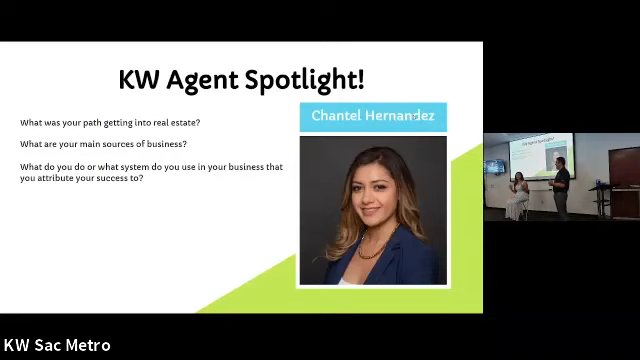 KW Agent Spotlight!
Chantel Hernandez
What was your path getting into real estate?
What are your main sources of business?
What do you do or what system do you use in your business that
you attribute your success to?
KW Sac Metro